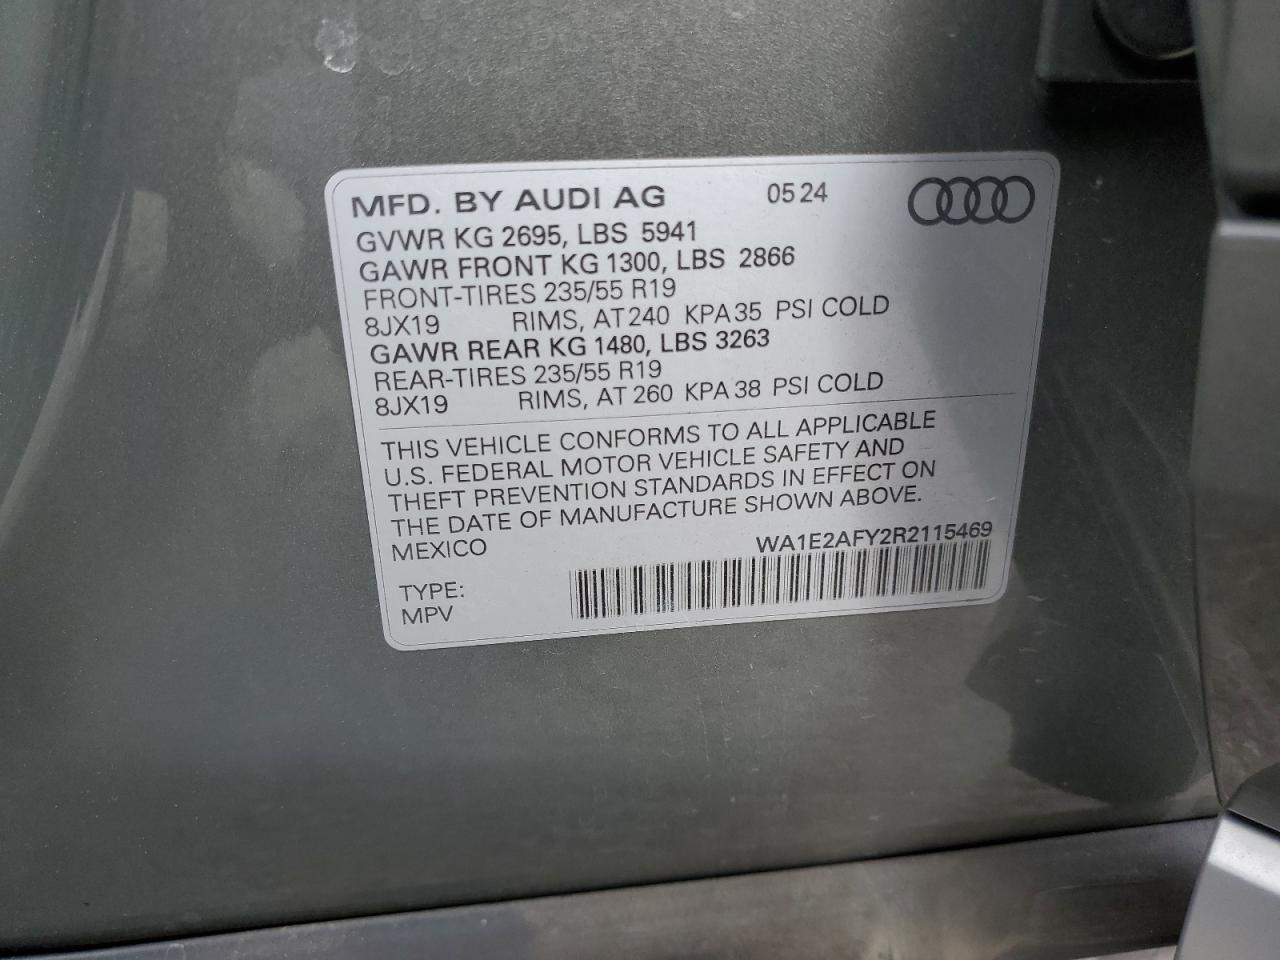 MFD. BY AUDI AG 05 24
GVWR KG 2695, LBS 5941
GAWR FRONT KG 1300, LBS 2866
FRONT-TIRES 235/55 R19
8JX19 RIMS, AT 240 KPA 35 PSI COLD
GAWR REAR KG 1480, LBS 3263
REAR-TIRES 235/55 R19
8JX19 RIMS, AT 260 KPA 38 PSI COLD
THIS VEHICLE CONFORMS TO ALL APPLICABLE
U.S. FEDERAL MOTOR VEHICLE SAFETY AND
THEFT PREVENTION STANDARDS IN EFFECT ON
THE DATE OF MANUFACTURE SHOWN ABOVE.
MEXICO WA1E2AFY2R2115469
TYPE:
MPV